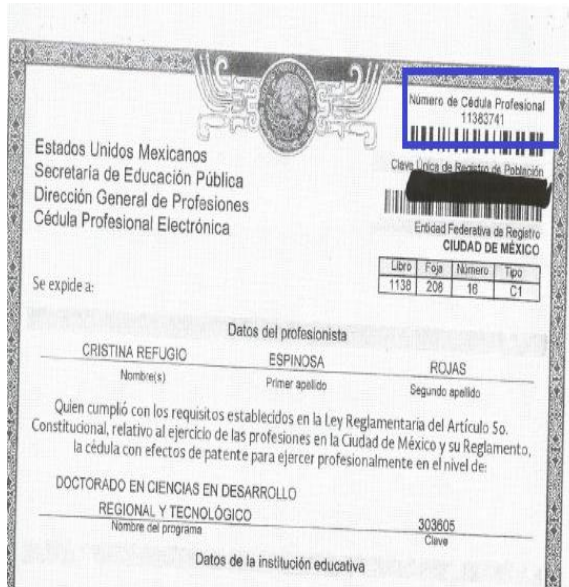 Número de Cédula Profesional
11383741
Estados Unidos Mexicanos
Secretaría de Educación Pública
Dirección General de Profesiones
Cédula Profesional Electrónica
Clave Única de Registro de Población
Entidad Federativa de Registro
CIUDAD DE MÉXICO
Libro Foja Número Tipo
1138 208 16 C1
Se expide a:
Datos del profesionista
CRISTINA REFUGIO ESPINOSA ROJAS
Nombre(s) Primer apellido Segundo apellido
Quien cumplió con los requisitos establecidos en la Ley Reglamentaria del Artículo 5o.
Constitucional, relativo al ejercicio de las profesiones en la Ciudad de México y su Reglamento,
la cédula con efectos de patente para ejercer profesionalmente en el nivel de:
DOCTORADO EN CIENCIAS EN DESARROLLO
REGIONAL Y TECNOLÓGICO 303605
Nombre del programa Clave
Datos de la institución educativa